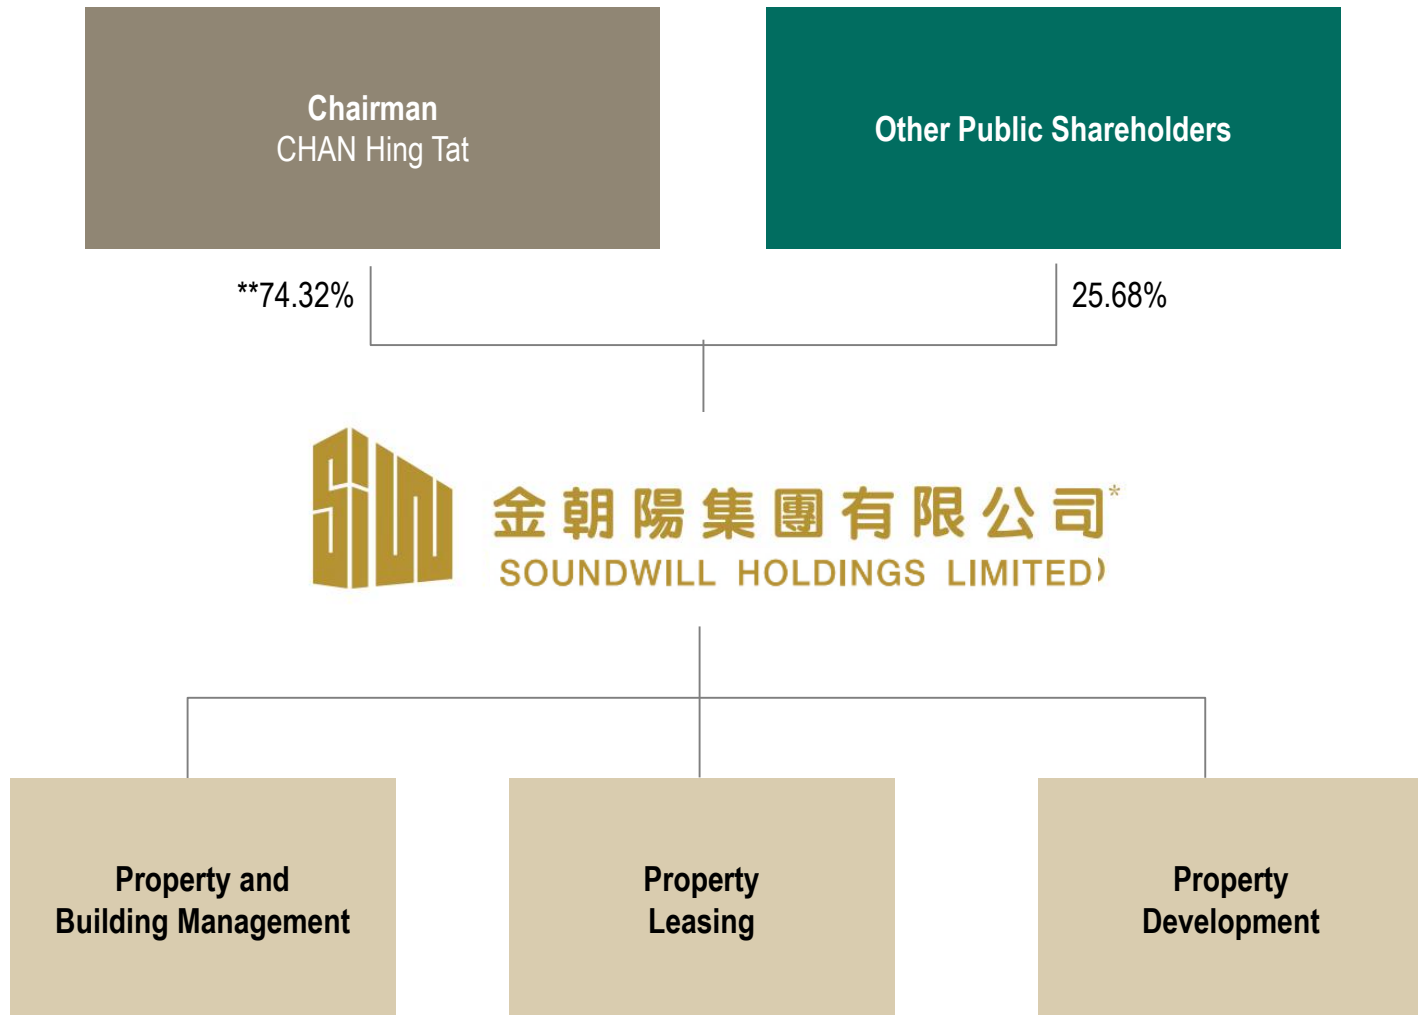 Chairman
CHAN Hing Tat
Other Public Shareholders
**74.32%
25.68%
金朝陽集團有限公司*
SOUNDWILL HOLDINGS LIMITED)
Property and
Building Management
Property
Leasing
Property
Development